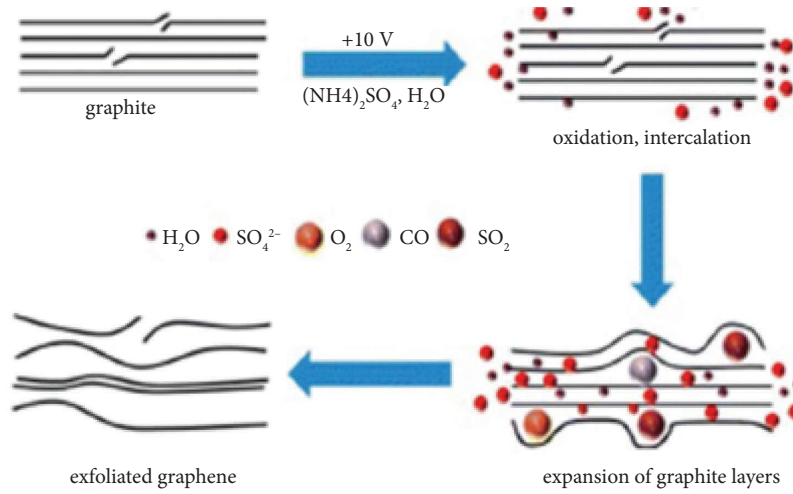 +10 V
(NH4)₂SO₄, H₂O
graphite
oxidation, intercalation
H₂O SO₄²⁻ O₂ CO SO₂
exfoliated graphene
expansion of graphite layers